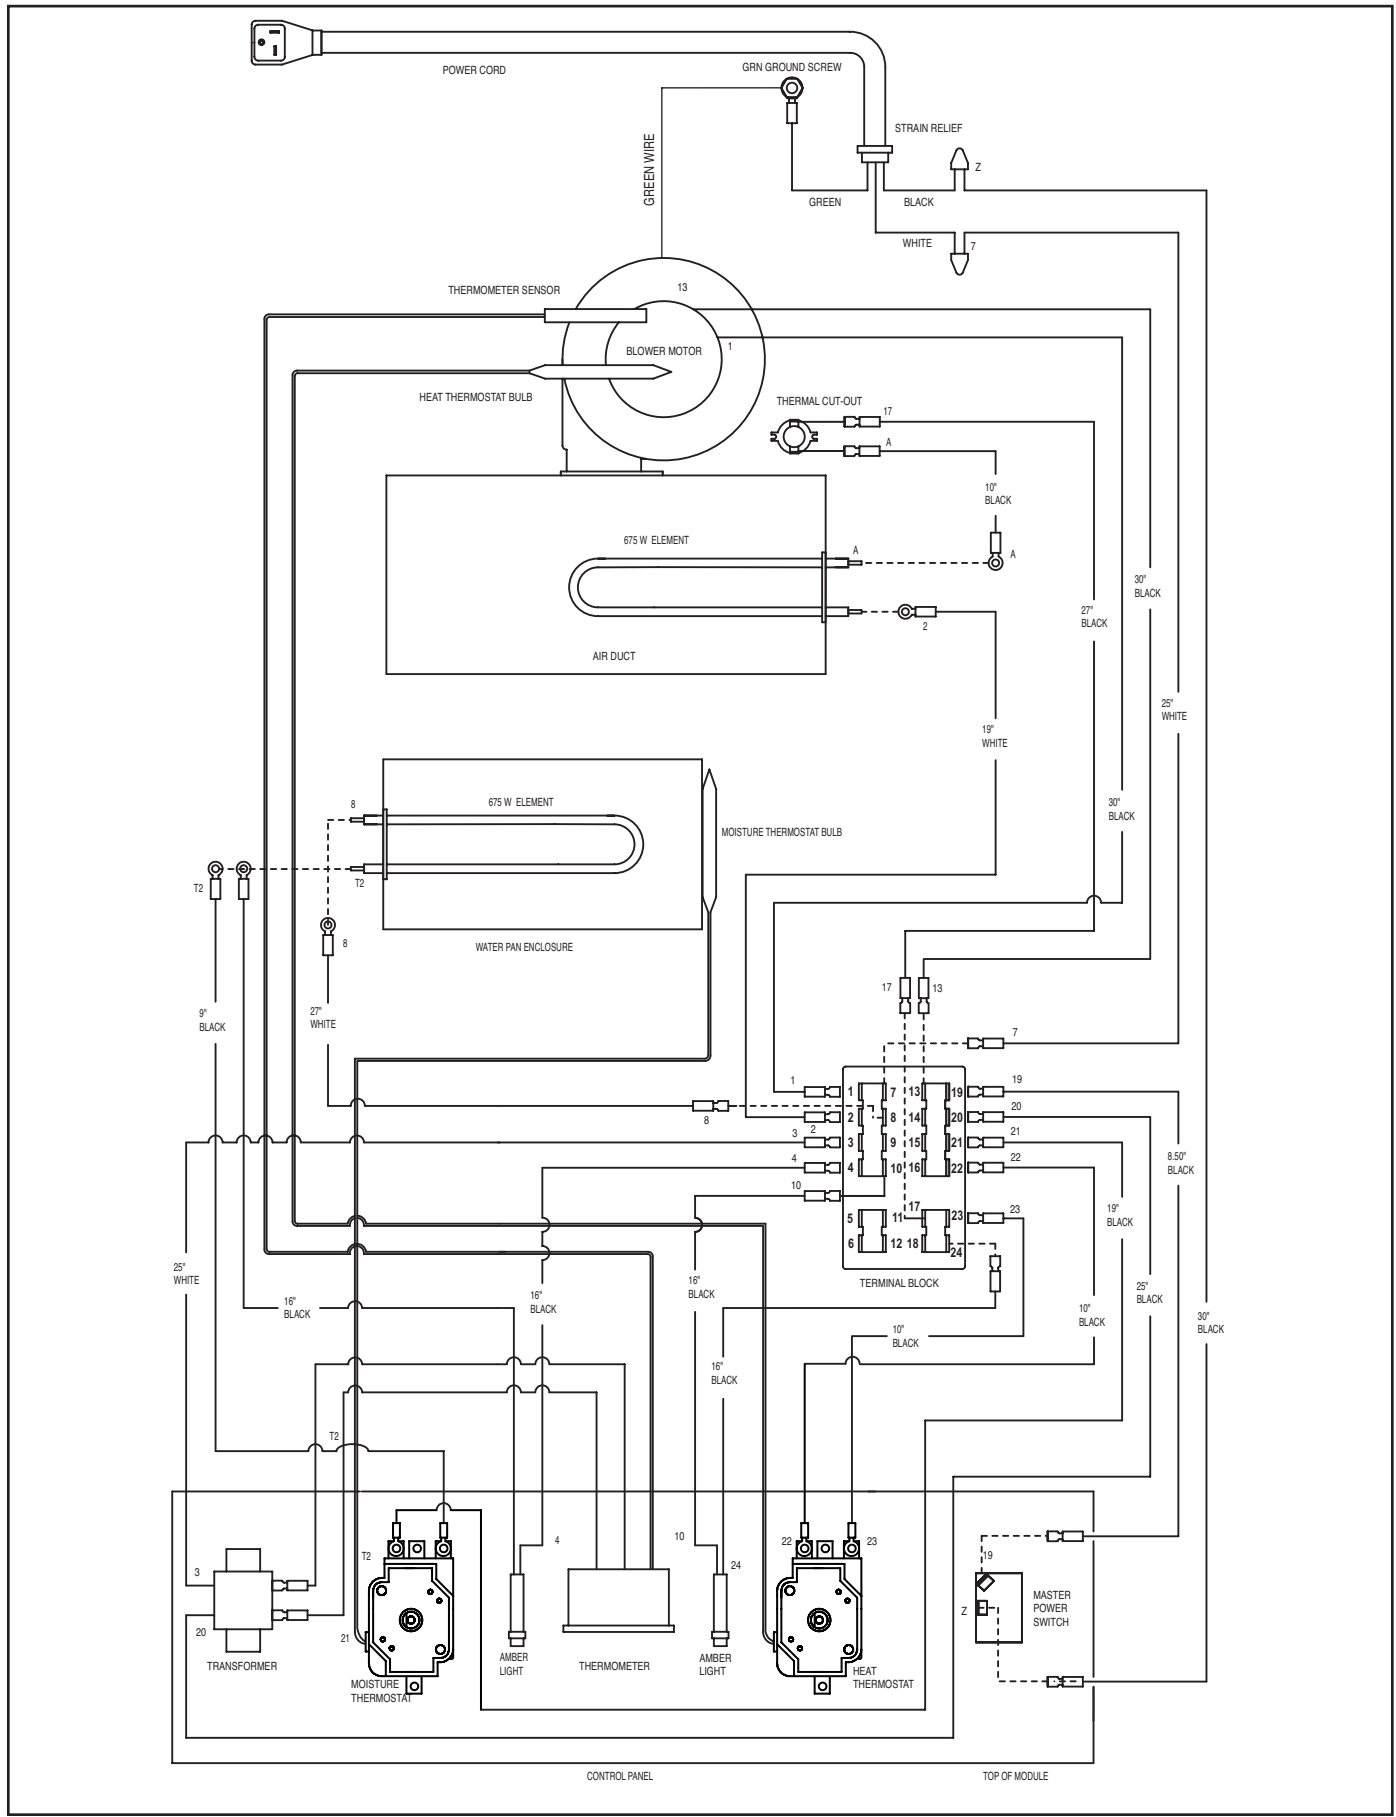 POWER CORD
GRN GROUND SCREW
STRAIN RELIEF
Z
GREEN WIRE
GREEN
BLACK
WHITE
7
THERMOMETER SENSOR
13
BLOWER MOTOR
1
HEAT THERMOSTAT BULB
THERMAL CUT-OUT
17
A
10"
BLACK
675 W ELEMENT
A
A
30"
BLACK
27"
BLACK
2
AIR DUCT
25"
WHITE
19"
WHITE
8
675 W ELEMENT
30"
BLACK
MOISTURE THERMOSTAT BULB
T2
T2
8
WATER PAN ENCLOSURE
17
13
9"
BLACK
27"
WHITE
7
1
19
1
7
13
19
8
2
8
14
20
20
3
2
3
9
15
21
21
4
4
10
16
22
22
8.50"
BLACK
10
17
5
11
23
23
19"
BLACK
6
12
18
24
25"
WHITE
TERMINAL BLOCK
16"
BLACK
16"
BLACK
16"
BLACK
25"
BLACK
10"
BLACK
30"
BLACK
10"
BLACK
16"
BLACK
T2
4
10
22
23
T2
24
19
3
Z
MASTER
POWER
SWITCH
20
21
TRANSFORMER
AMBER
LIGHT
THERMOMETER
AMBER
LIGHT
HEAT
THERMOSTAT
MOISTURE
THERMOSTAT
CONTROL PANEL
TOP OF MODULE